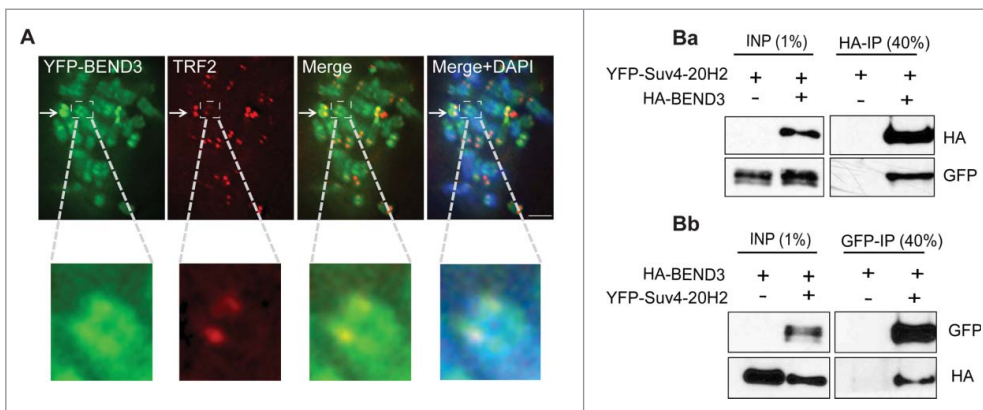 A
YFP-BEND3 TRF2 Merge Merge+DAPI
Ba
INP (1%) HA-IP (40%)
YFP-Suv4-20H2 + + + +
HA-BEND3 - + - +
HA
GFP
Bb
INP (1%) GFP-IP (40%)
HA-BEND3 + + + +
YFP-Suv4-20H2 - + - +
GFP
HA